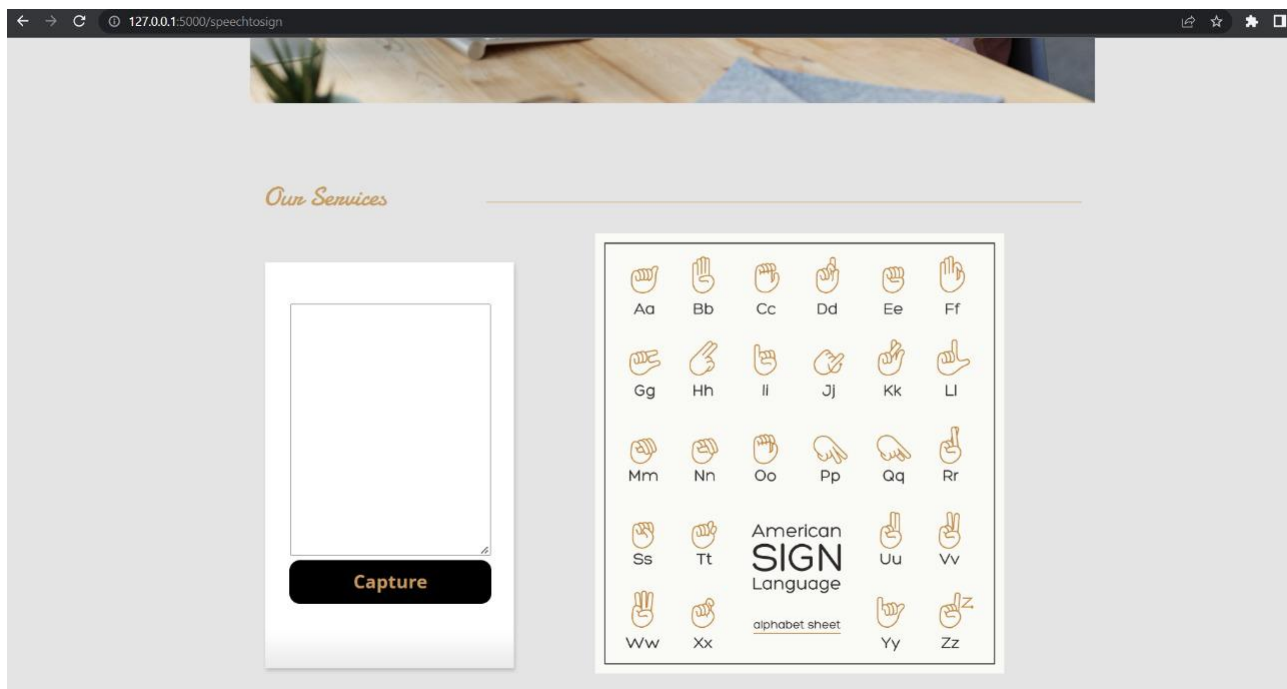 127.0.0.1:5000/speechtosign
Our Services
Capture
Aa Bb Cc Dd Ee Ff
Gg Hh Ii Jj Kk Ll
Mm Nn Oo Pp Qq Rr
Ss Tt Uu Vv
American
SIGN
Language
alphabet sheet
Ww Xx Yy Zz
Z